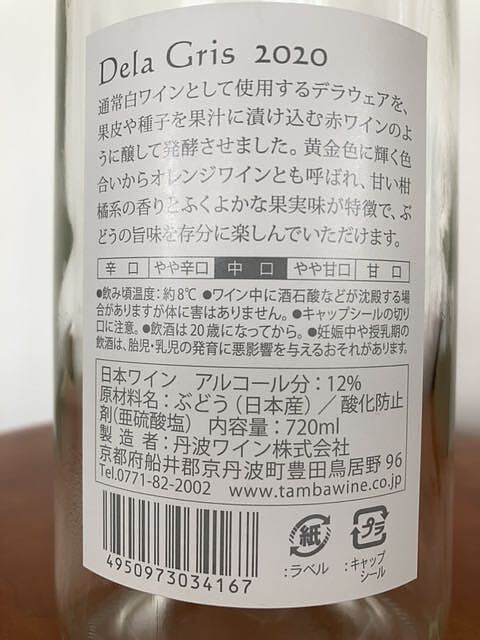 Dela Gris 2020
通常白ワインとして使用するデラウェアを、
果皮や種子を果汁に漬け込む赤ワインのよ
うに醸して発酵させました。黄金色に輝く色
合いからオレンジワインとも呼ばれ、甘い柑
橘系の香りとふくよかな果実味が特徴で、ぶ
どうの旨味を存分に楽しんでいただけます。
辛口 やや辛口 中口 やや甘口 甘口
●飲み頃温度：約8℃ ●ワイン中に酒石酸などが沈殿する場
合がありますが体に害はありません。●キャップシールの切り
口に注意。●飲酒は20歳になってから。●妊娠中や授乳期の
飲酒は、胎児・乳児の発育に悪影響を与えるおそれがあります。
日本ワイン アルコール分：12%
原材料名：ぶどう（日本産）／酸化防止
剤（亜硫酸塩） 内容量：720ml
製造者：丹波ワイン株式会社
京都府船井郡京丹波町豊田鳥居野 96
Tel.0771-82-2002 www.tambawine.co.jp
紙 プラ
：ラベル ：キャップ
シール
4950973034167